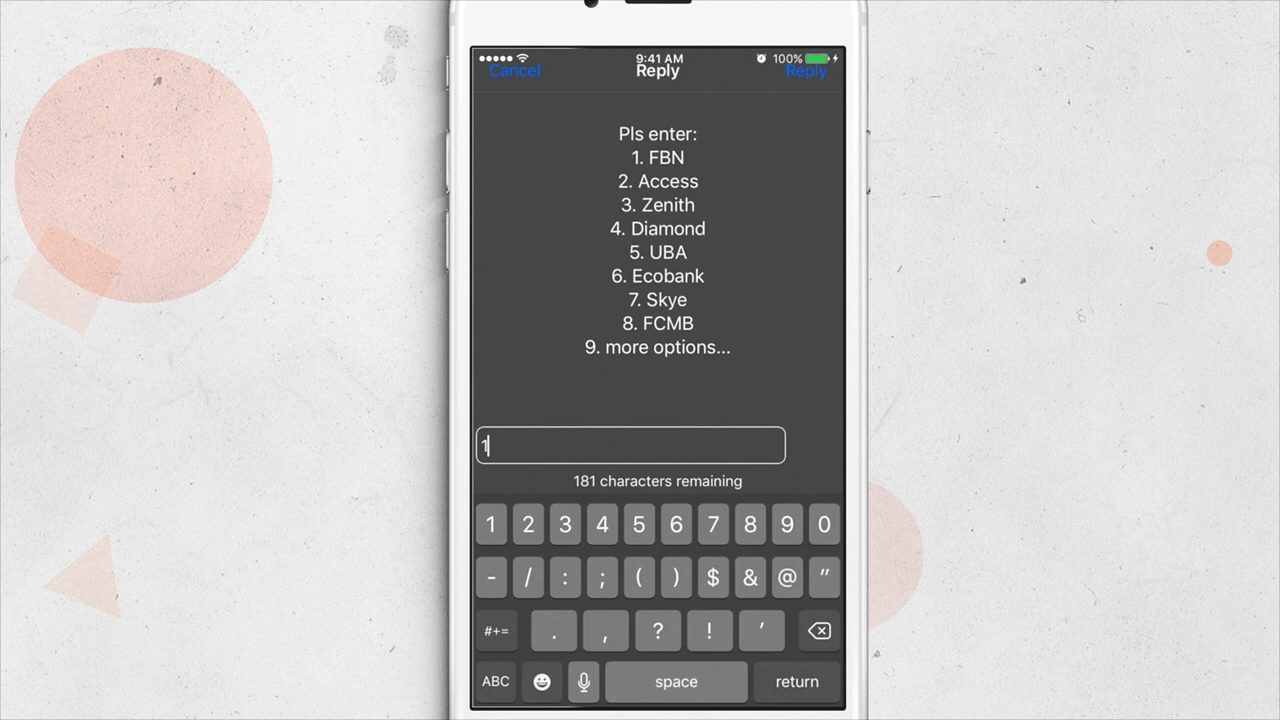 9:41 AM
100%
Cancel
Reply
Reply
Pls enter:
1. FBN
2. Access
3. Zenith
4. Diamond
5. UBA
6. Ecobank
7. Skye
8. FCMB
9. more options...
1
181 characters remaining
1 2 3 4 5 6 7 8 9 0
- / : ; ( ) $ & @ "
#+= . , ? ! '
ABC space return